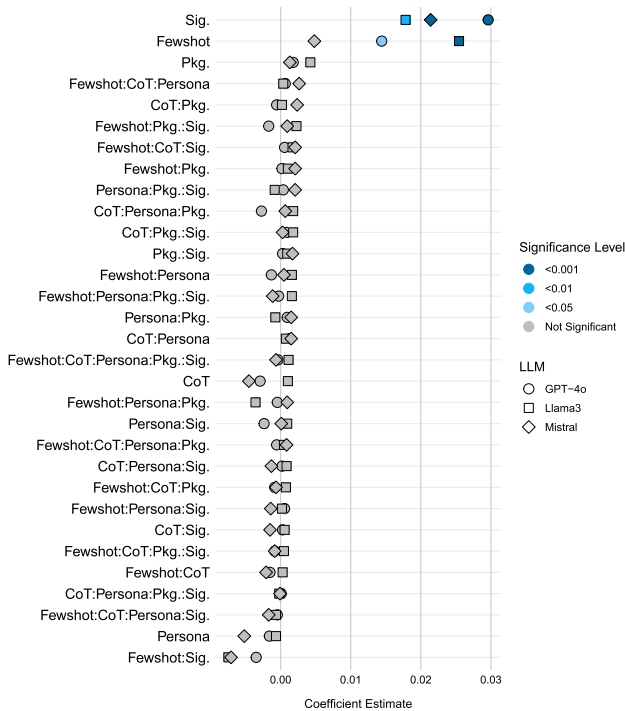 Sig.
Fewshot
Pkg.
Fewshot:CoT:Persona
CoT:Pkg.
Fewshot:Pkg.:Sig.
Fewshot:CoT:Sig.
Fewshot:Pkg.
Persona:Pkg.:Sig.
CoT:Persona:Pkg.
CoT:Pkg.:Sig.
Pkg.:Sig.
Fewshot:Persona
Fewshot:Persona:Pkg.:Sig.
Persona:Pkg.
CoT:Persona
Fewshot:CoT:Persona:Pkg.:Sig.
CoT
Fewshot:Persona:Pkg.
Persona:Sig.
Fewshot:CoT:Persona:Pkg.
CoT:Persona:Sig.
Fewshot:CoT:Pkg.
Fewshot:Persona:Sig.
CoT:Sig.
Fewshot:CoT:Pkg.:Sig.
Fewshot:CoT
CoT:Persona:Pkg.:Sig.
Fewshot:CoT:Persona:Sig.
Persona
Fewshot:Sig.
0.00 0.01 0.02 0.03
Coefficient Estimate
Significance Level
<0.001
<0.01
<0.05
Not Significant
LLM
GPT−4o
Llama3
Mistral